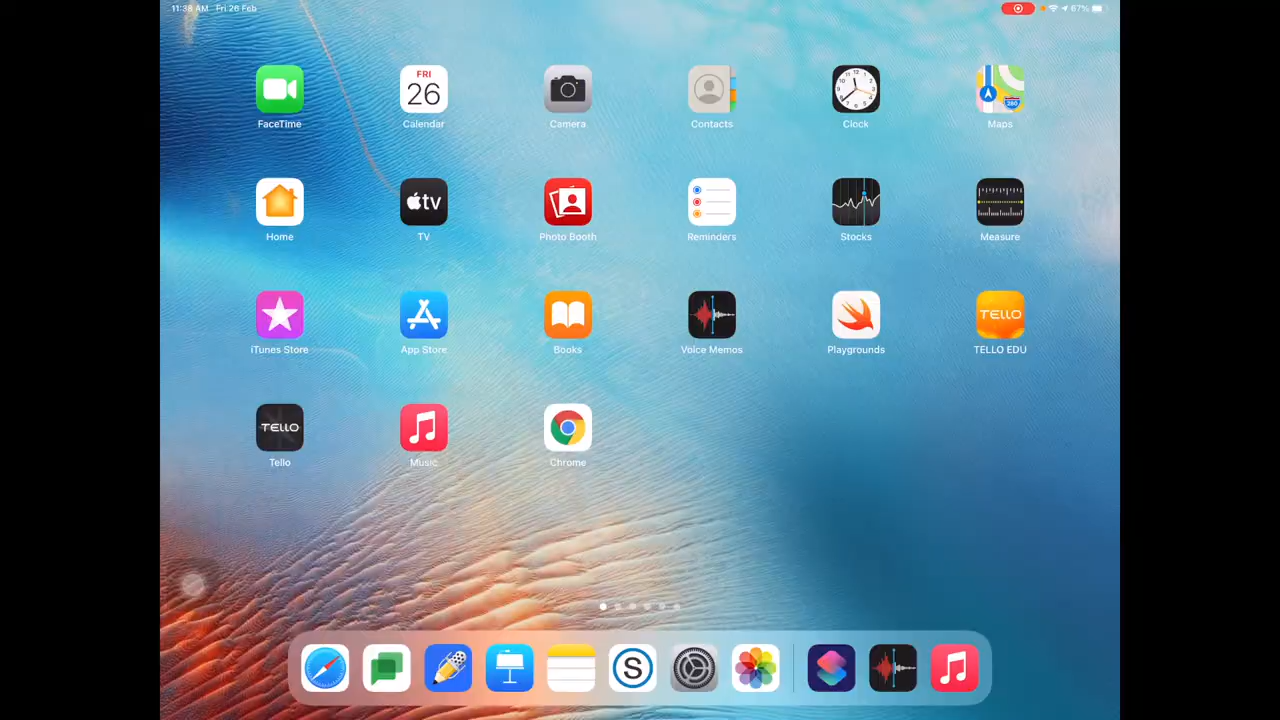 11:38 AM Fri 26 Feb
67%
FRI
26
FaceTime
Calendar
Camera
Contacts
Clock
Maps
280
tv
Home
TV
Photo Booth
Reminders
Stocks
Measure
TELLO
iTunes Store
App Store
Books
Voice Memos
Playgrounds
TELLO EDU
TELLO
Tello
Music
Chrome
S